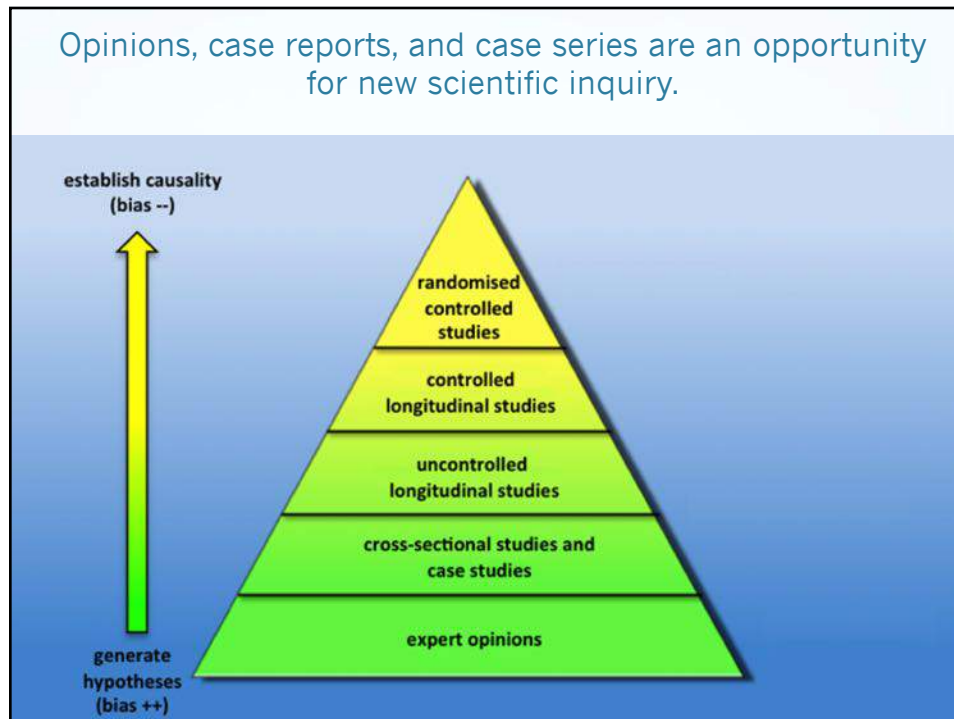 Opinions, case reports, and case series are an opportunity
for new scientific inquiry.
establish causality
(bias --)
randomised
controlled
studies
controlled
longitudinal studies
uncontrolled
longitudinal studies
cross-sectional studies and
case studies
expert opinions
generate
hypotheses
(bias ++)